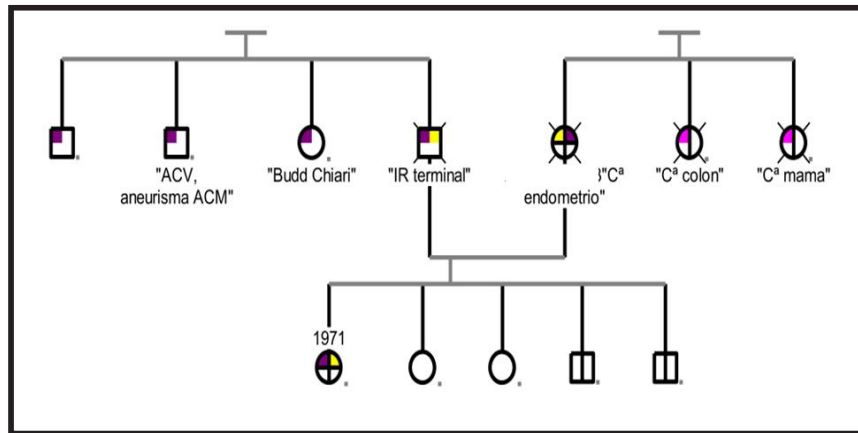 "ACV,
aneurisma ACM"
"Budd Chiari"
"IR terminal"
"Cª
endometrio"
"Cª colon"
"Cª mama"
1971